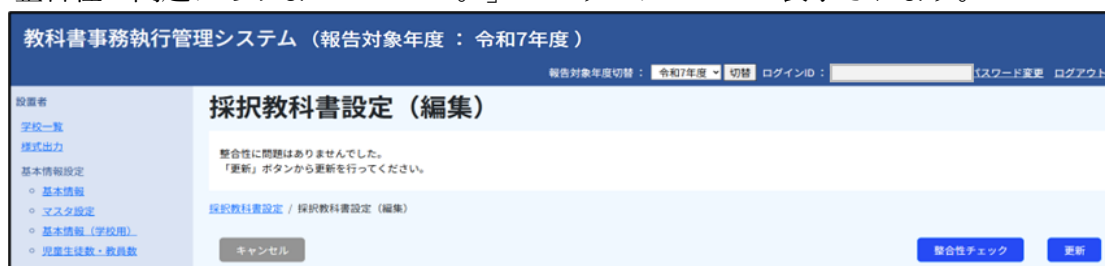 教科書事務執行管理システム（報告対象年度 ： 令和7年度 ）
報告対象年度切替： 令和7年度 切替 ログインID： パスワード変更 ログアウト
設置者
学校一覧
様式出力
基本情報設定
基本情報
マスタ設定
基本情報（学校用）
児童生徒数・教員数
採択教科書設定（編集）
整合性に問題はありませんでした。
「更新」ボタンから更新を行ってください。
採択教科書設定 / 採択教科書設定（編集）
キャンセル 整合性チェック 更新